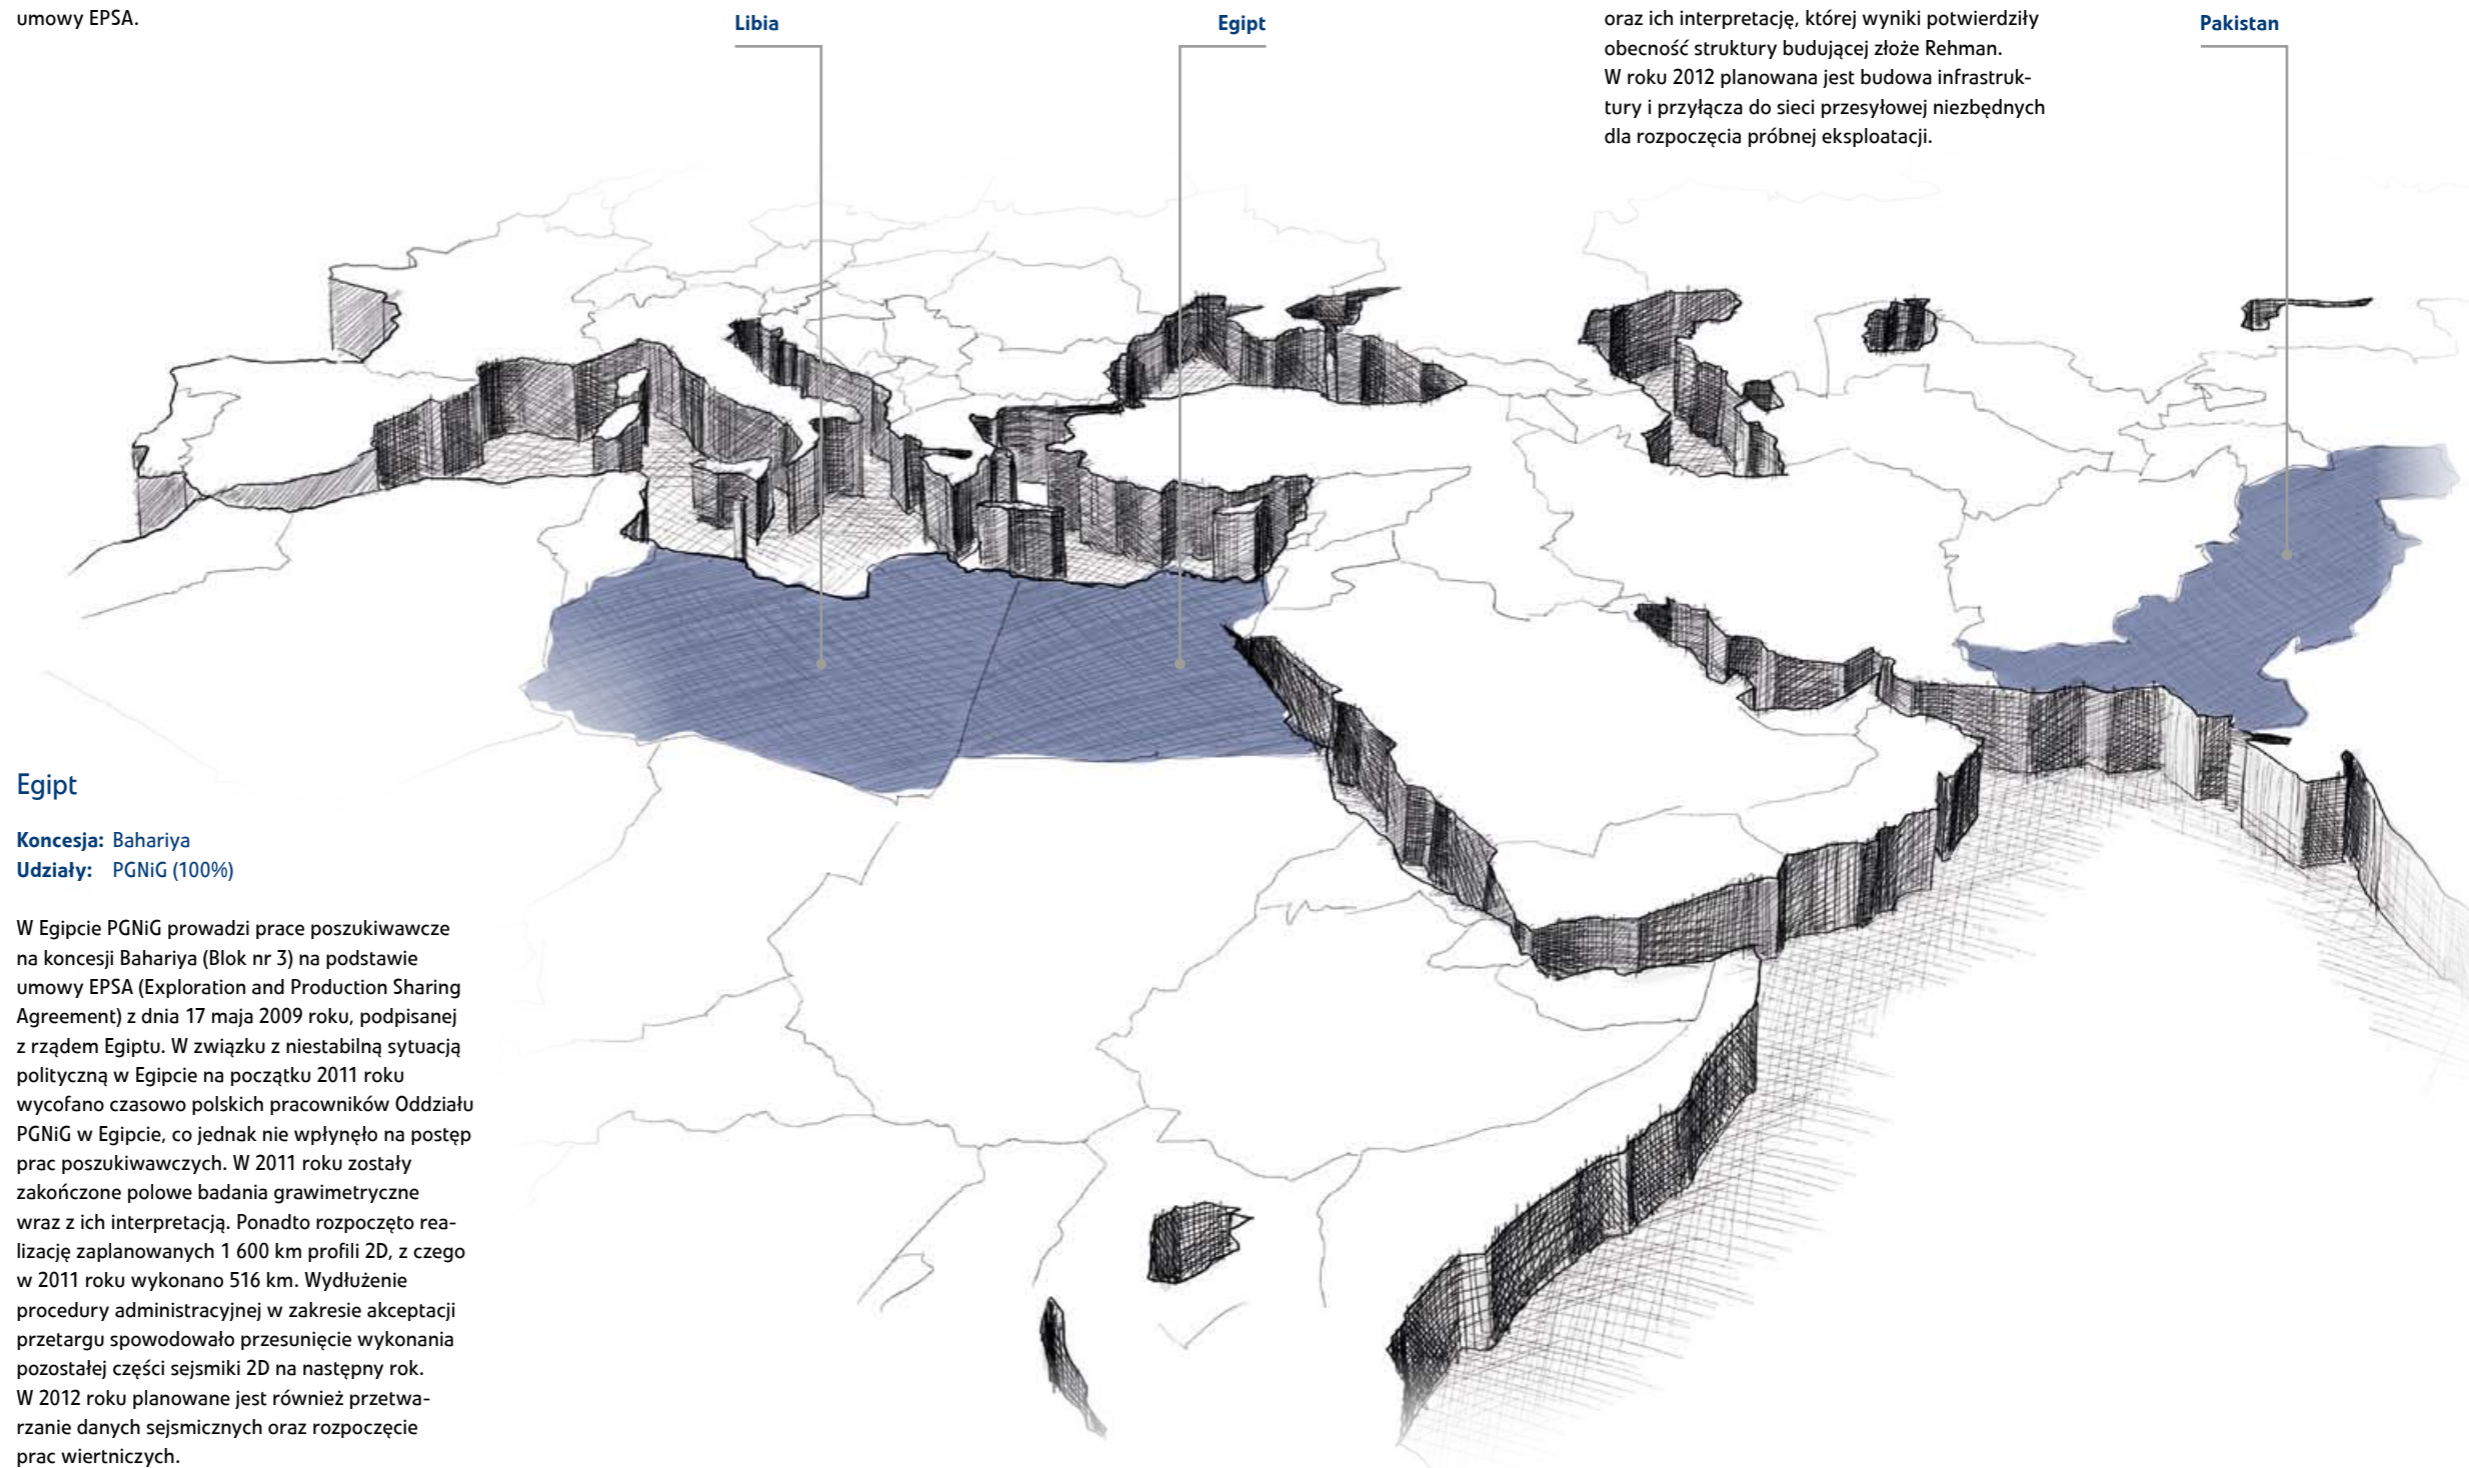 umowy EPSA.
Libia
Egipt
oraz ich interpretację, której wyniki potwierdziły
obecność struktury budującej złoże Rehman.
W roku 2012 planowana jest budowa infrastruk-
tury i przyłącza do sieci przesyłowej niezbędnych
dla rozpoczęcia próbnej eksploatacji.
Pakistan
Egipt
Koncesja: Bahariya
Udziały: PGNiG (100%)
W Egipcie PGNiG prowadzi prace poszukiwawcze
na koncesji Bahariya (Blok nr 3) na podstawie
umowy EPSA (Exploration and Production Sharing
Agreement) z dnia 17 maja 2009 roku, podpisanej
z rządem Egiptu. W związku z niestabilną sytuacją
polityczną w Egipcie na początku 2011 roku
wycofano czasowo polskich pracowników Oddziału
PGNiG w Egipcie, co jednak nie wpłynęło na postęp
prac poszukiwawczych. W 2011 roku zostały
zakończone polowe badania grawimetryczne
wraz z ich interpretacją. Ponadto rozpoczęto rea-
lizację zaplanowanych 1 600 km profili 2D, z czego
w 2011 roku wykonano 516 km. Wydłużenie
procedury administracyjnej w zakresie akceptacji
przetargu spowodowało przesunięcie wykonania
pozostałej części sejsmiki 2D na następny rok.
W 2012 roku planowane jest również przetwa-
rzanie danych sejsmicznych oraz rozpoczęcie
prac wiertniczych.